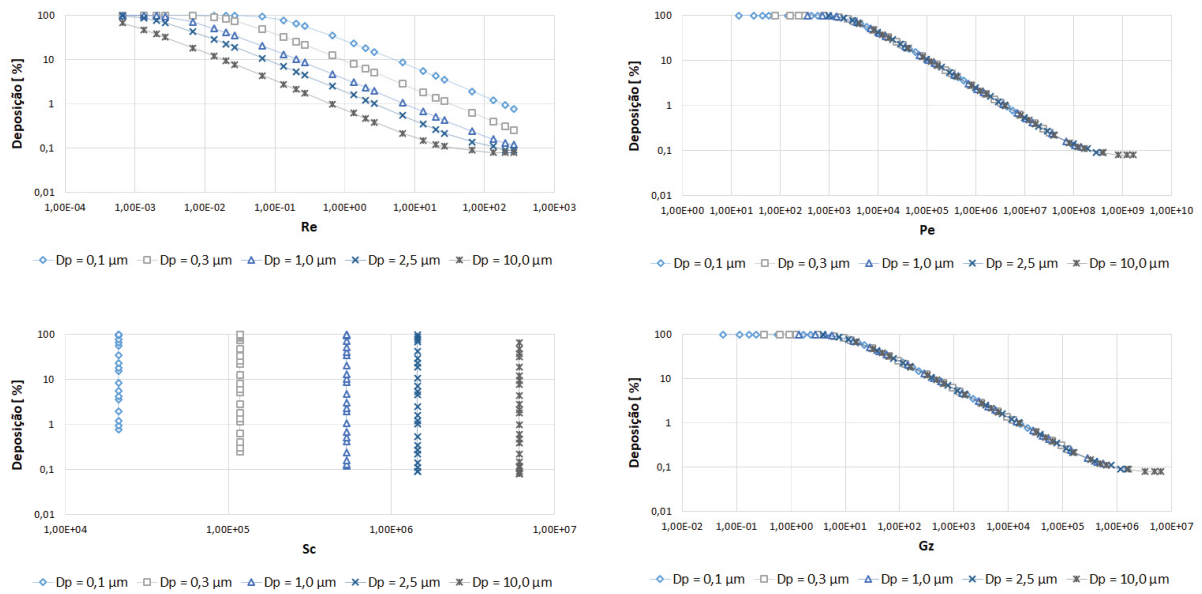 Deposição [ %]
100
10
1
0,1
0,01
1,00E-04 1,00E-03 1,00E-02 1,00E-01 1,00E+00 1,00E+01 1,00E+02 1,00E+03
Re
Dp = 0,1 µm Dp = 0,3 µm Dp = 1,0 µm Dp = 2,5 µm Dp = 10,0 µm
Deposição [ %]
100
10
1
0,1
0,01
1,00E+00 1,00E+01 1,00E+02 1,00E+03 1,00E+04 1,00E+05 1,00E+06 1,00E+07 1,00E+08 1,00E+09 1,00E+10
Pe
Dp = 0,1 µm Dp = 0,3 µm Dp = 1,0 µm Dp = 2,5 µm Dp = 10,0 µm
Deposição [ %]
100
10
1
0,1
0,01
1,00E+04 1,00E+05 1,00E+06 1,00E+07
Sc
Dp = 0,1 µm Dp = 0,3 µm Dp = 1,0 µm Dp = 2,5 µm Dp = 10,0 µm
Deposição [ %]
100
10
1
0,1
0,01
1,00E-02 1,00E-01 1,00E+00 1,00E+01 1,00E+02 1,00E+03 1,00E+04 1,00E+05 1,00E+06 1,00E+07
Gz
Dp = 0,1 µm Dp = 0,3 µm Dp = 1,0 µm Dp = 2,5 µm Dp = 10,0 µm